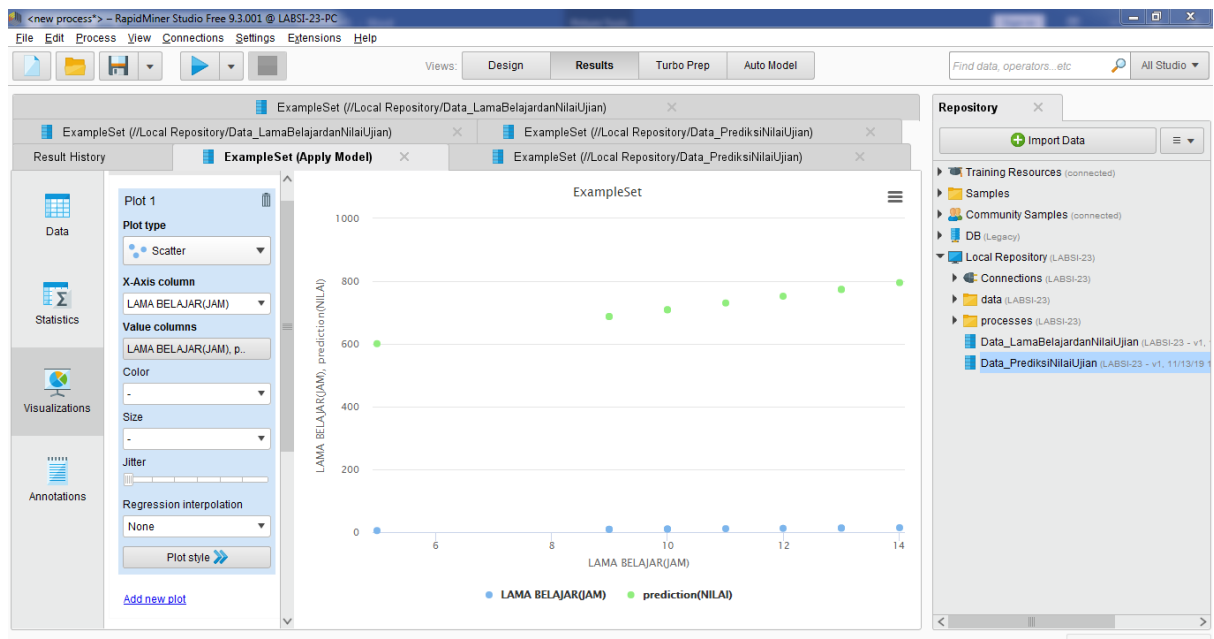 <new process*> – RapidMiner Studio Free 9.3.001 @ LABSI-23-PC
File Edit Process View Connections Settings Extensions Help
Views: Design Results Turbo Prep Auto Model
Find data, operators...etc
All Studio
ExampleSet (//Local Repository/Data_LamaBelajardanNilaiUjian)
ExampleSet (//Local Repository/Data_LamaBelajardanNilaiUjian)
ExampleSet (//Local Repository/Data_PrediksiNilaiUjian)
Result History
ExampleSet (Apply Model)
ExampleSet (//Local Repository/Data_PrediksiNilaiUjian)
Data
Statistics
Visualizations
Annotations
Plot 1
Plot type
Scatter
X-Axis column
LAMA BELAJAR(JAM)
Value columns
LAMA BELAJAR(JAM), p..
Color
-
Size
-
Jitter
Regression interpolation
None
Plot style
Add new plot
ExampleSet
LAMA BELAJAR(JAM), prediction(NILAI)
1000
800
600
400
200
0
6 8 10 12 14
LAMA BELAJAR(JAM)
LAMA BELAJAR(JAM) prediction(NILAI)
Repository
Import Data
Training Resources (connected)
Samples
Community Samples (connected)
DB (Legacy)
Local Repository (LABSI-23)
Connections (LABSI-23)
data (LABSI-23)
processes (LABSI-23)
Data_LamaBelajardanNilaiUjian (LABSI-23 - v1,
Data_PrediksiNilaiUjian (LABSI-23 - v1, 11/13/19 1